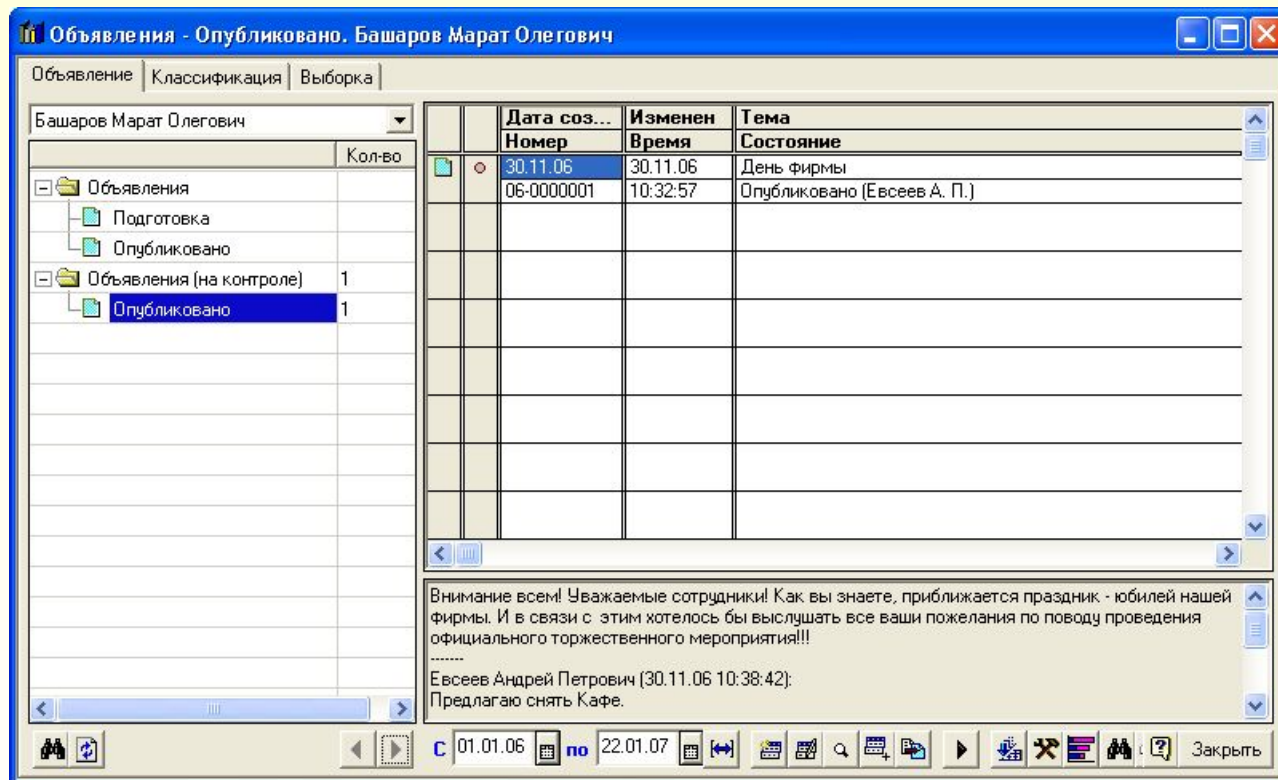 Объявления - Опубликовано. Башаров Марат Олегович
Объявление Классификация Выборка
Башаров Марат Олегович
Кол-во
Объявления
Подготовка
Опубликовано
Объявления (на контроле) 1
Опубликовано 1
Дата соз... Изменен Тема
Номер Время Состояние
30.11.06 30.11.06 День фирмы
06-0000001 10:32:57 Опубликовано (Евсеев А. П.)
Внимание всем! Уважаемые сотрудники! Как вы знаете, приближается праздник - юбилей нашей
фирмы. И в связи с этим хотелось бы выслушать все ваши пожелания по поводу проведения
официального торжественного мероприятия!!!
-------
Евсеев Андрей Петрович (30.11.06 10:38:42):
Предлагаю снять Кафе.
С 01.01.06 по 22.01.07 Закрыть